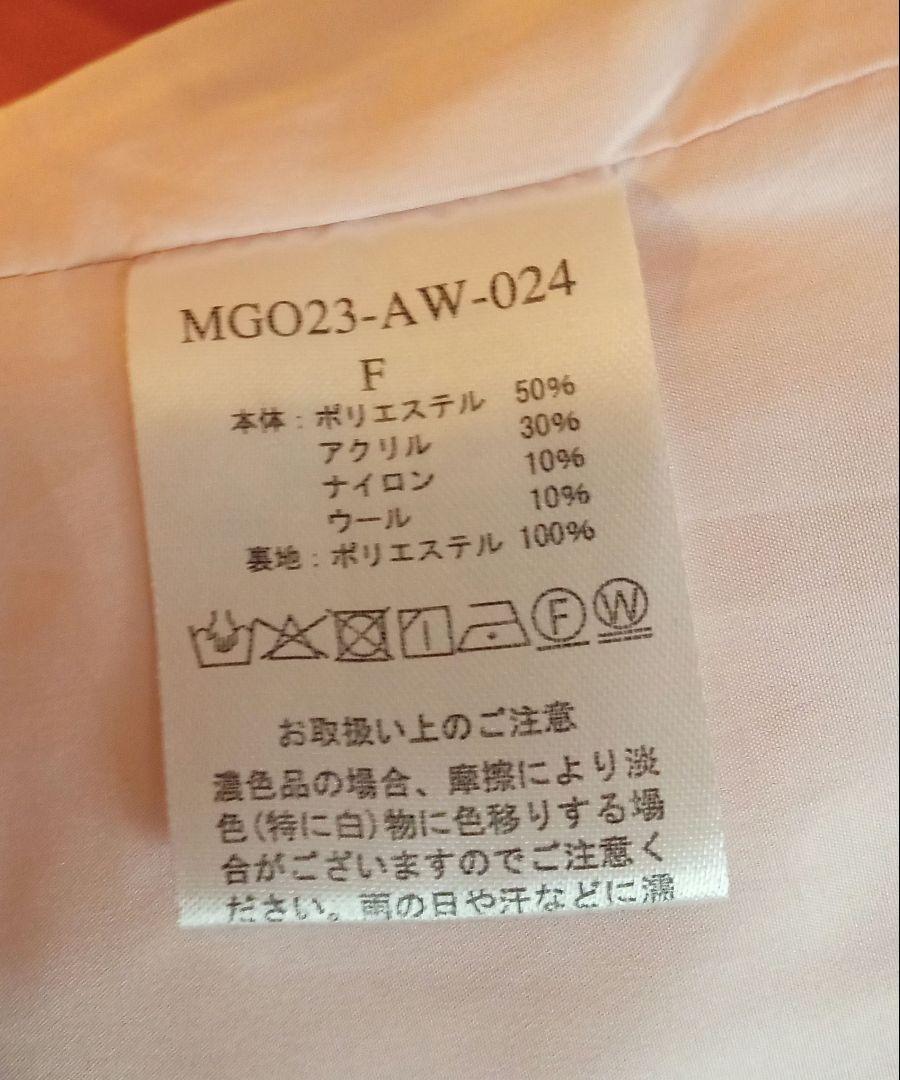 MGO23-AW-024
F
本体：ポリエステル 50%
アクリル 30%
ナイロン 10%
ウール 10%
裏地：ポリエステル 100%
F W
お取扱い上のご注意
濃色品の場合、摩擦により淡
色(特に白)物に色移りする場
合がございますのでご注意く
ださい。雨の日や汗などに濡